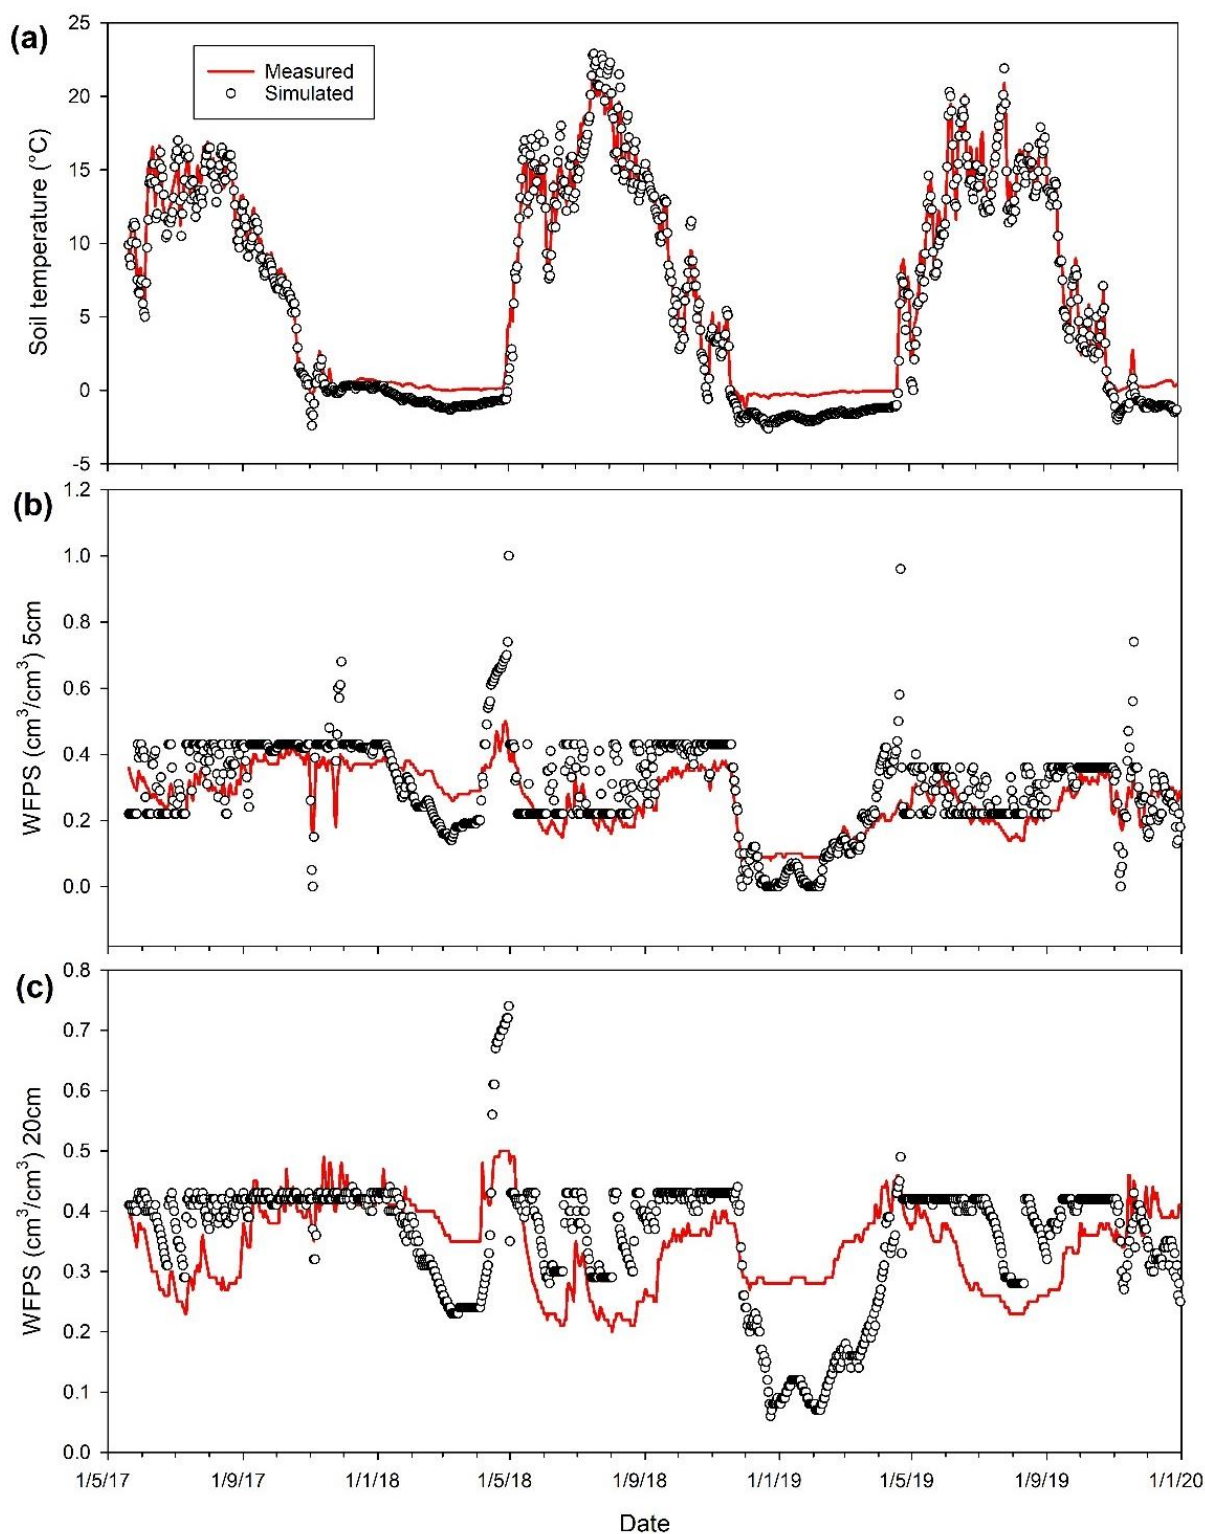 (a)
Soil temperature (°C)
25
20
15
10
5
0
-5
Measured
Simulated
(b)
WFPS (cm³/cm³) 5cm
1.2
1.0
0.8
0.6
0.4
0.2
0.0
(c)
WFPS (cm³/cm³) 20cm
0.8
0.7
0.6
0.5
0.4
0.3
0.2
0.1
0.0
1/5/17 1/9/17 1/1/18 1/5/18 1/9/18 1/1/19 1/5/19 1/9/19 1/1/20
Date